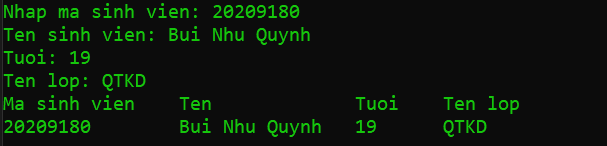 Nhap ma sinh vien: 20209180
Ten sinh vien: Bui Nhu Quynh
Tuoi: 19
Ten lop: QTKD
Ma sinh vien    Ten             Tuoi    Ten lop
20209180        Bui Nhu Quynh   19      QTKD